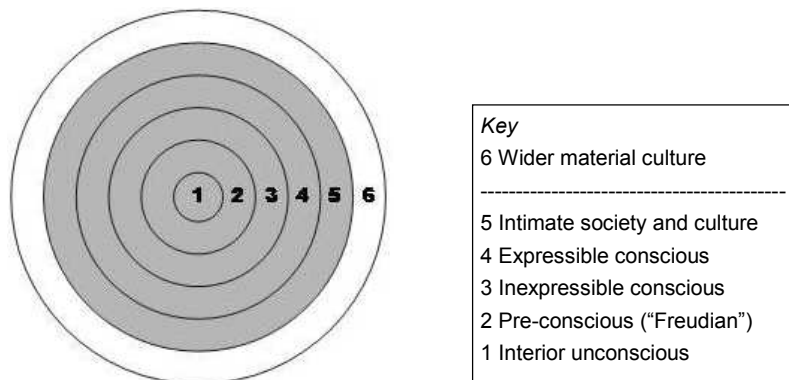 1 2 3 4 5 6
Key
6 Wider material culture
-------------------------------------------
5 Intimate society and culture
4 Expressible conscious
3 Inexpressible conscious
2 Pre-conscious (“Freudian”)
1 Interior unconscious